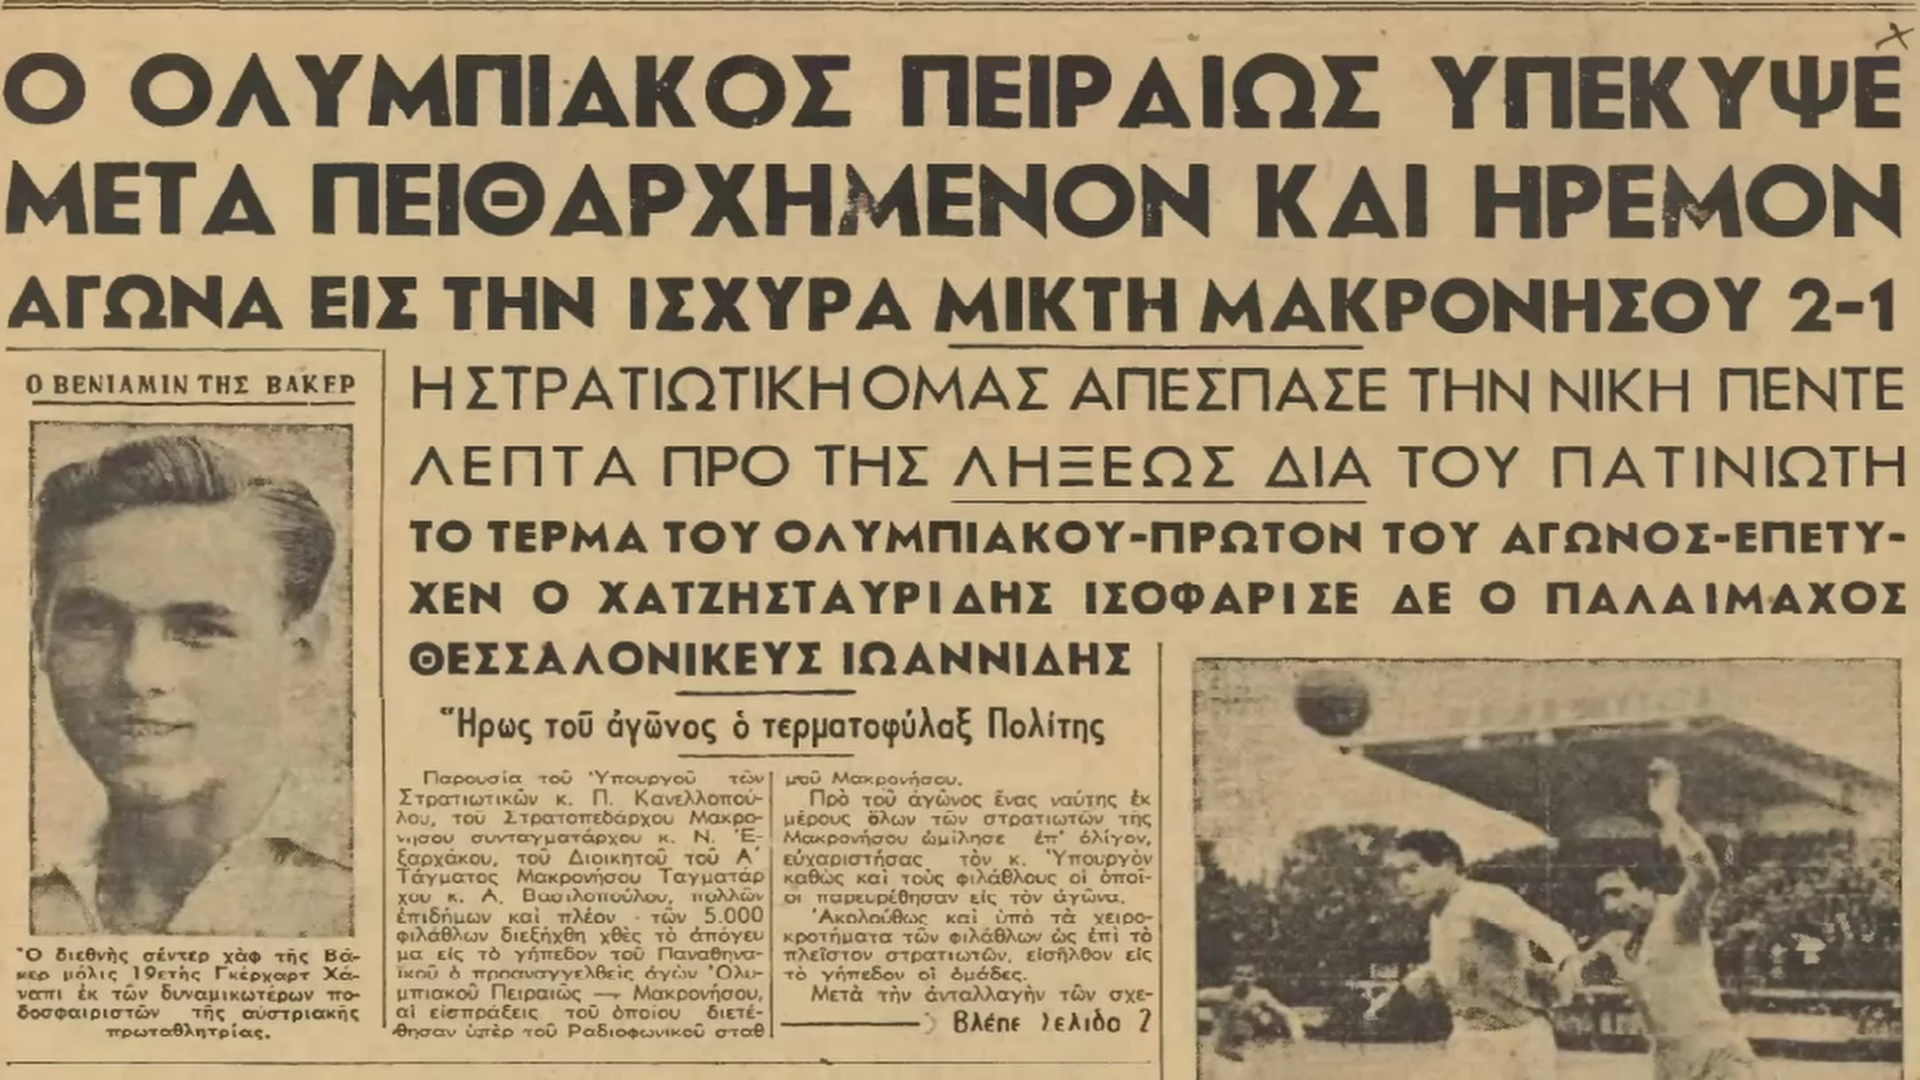 Ο ΟΛΥΜΠΙΑΚΟΣ ΠΕΙΡΑΙΩΣ ΥΠΕΚΥΨΕ
ΜΕΤΑ ΠΕΙΘΑΡΧΗΜΕΝΟΝ ΚΑΙ ΗΡΕΜΟΝ
ΑΓΩΝΑ ΕΙΣ ΤΗΝ ΙΣΧΥΡΑ ΜΙΚΤΗ ΜΑΚΡΟΝΗΣΟΥ 2-1
Ο ΒΕΝΙΑΜΙΝ ΤΗΣ ΒΑΚΕΡ
Ὁ διεθνὴς σέντερ χὰφ τῆς Βά-
κερ μόλις 19ετὴς Γκέρχαρτ Χά-
ναπι ἐκ τῶν δυναμικωτέρων πο-
δοσφαιριστῶν τῆς αὐστριακῆς
πρωταθλητρίας.
Η ΣΤΡΑΤΙΩΤΙΚΗ ΟΜΑΣ ΑΠΕΣΠΑΣΕ ΤΗΝ ΝΙΚΗ ΠΕΝΤΕ
ΛΕΠΤΑ ΠΡΟ ΤΗΣ ΛΗΞΕΩΣ ΔΙΑ ΤΟΥ ΠΑΤΙΝΙΩΤΗ
ΤΟ ΤΕΡΜΑ ΤΟΥ ΟΛΥΜΠΙΑΚΟΥ-ΠΡΩΤΟΝ ΤΟΥ ΑΓΩΝΟΣ-ΕΠΕΤΥ-
ΧΕΝ Ο ΧΑΤΖΗΣΤΑΥΡΙΔΗΣ ΙΣΟΦΑΡΙΣΕ ΔΕ Ο ΠΑΛΑΙΜΑΧΟΣ
ΘΕΣΣΑΛΟΝΙΚΕΥΣ ΙΩΑΝΝΙΔΗΣ
Ἥρως τοῦ ἀγῶνος ὁ τερματοφύλαξ Πολίτης
Παρουσία τοῦ Ὑπουργοῦ τῶν
Στρατιωτικῶν κ. Π. Κανελλοπού-
λου, τοῦ Στρατοπεδάρχου Μακρο-
νήσου συνταγματάρχου κ. Ν. Ἐ-
ξαρχάκου, τοῦ Διοικητοῦ τοῦ Α΄
Τάγματος Μακρονήσου Ταγματάρ
χου κ. Α. Βασιλοπούλου, πολλῶν
ἐπιδήμων καὶ πλέον τῶν 5.000
φιλάθλων διεξήχθη χθὲς τὸ ἀπόγευ
μα εἰς τὸ γήπεδον τοῦ Παναθηνα-
ϊκοῦ ὁ προαναγγελθεὶς ἀγὼν Ὀλυ-
μπιακοῦ Πειραιῶς — Μακρονήσου,
αἱ εἰσπράξεις τοῦ ὁποίου διετέ-
θησαν ὑπὲρ τοῦ Ραδιοφωνικοῦ σταθ
μοῦ Μακρονήσου.
Πρὸ τοῦ ἀγῶνος ἕνας ναύτης ἐκ
μέρους ὅλων τῶν στρατιωτῶν τῆς
Μακρονήσου ὡμίλησε ἐπ' ὀλίγον,
εὐχαριστήσας τὸν κ. Ὑπουργὸν
καθὼς καὶ τοὺς φιλάθλους οἱ ὁποῖ-
οι παρευρέθησαν εἰς τὸν ἀγῶνα.
Ἀκολούθως καὶ ὑπὸ τὰ χειρο-
κροτήματα τῶν φιλάθλων ὡς ἐπὶ τὸ
πλεῖστον στρατιωτῶν, εἰσῆλθον εἰς
τὸ γήπεδον οἱ ὁμάδες.
Μετὰ τὴν ἀνταλλαγὴν τῶν σχε-
Βλέπε Σελίδα 2